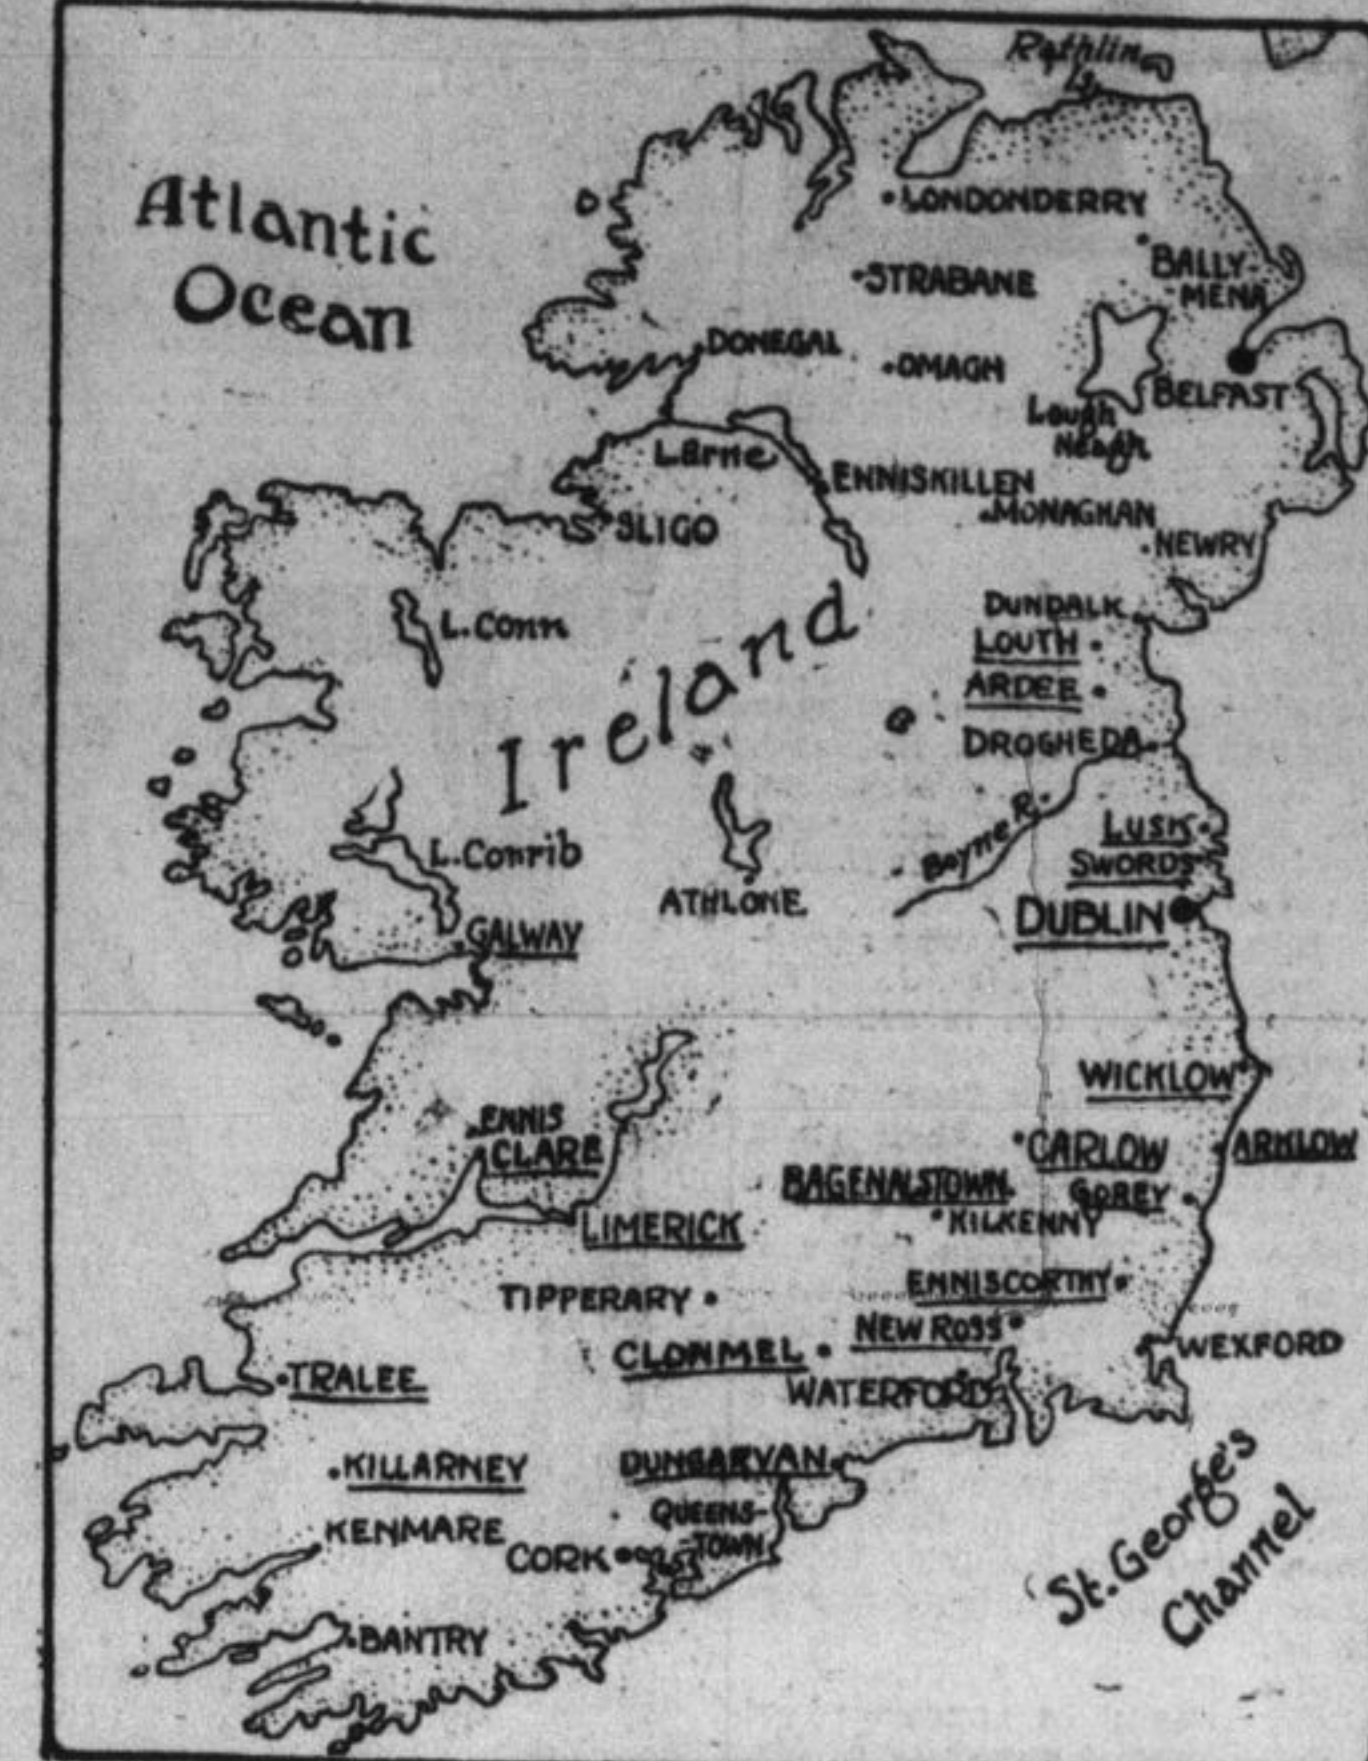 Rathlin
Is.
Atlantic
Ocean
LONDONDERRY
BALLY-
MENA
STRABANE
DONEGAL
OMAGH
BELFAST
Lough
Neagh
L.Erne
ENNISKILLEN
MONAGHAN
SLIGO
NEWRY
DUNDALK
L.Conn
LOUTH
ARDEE
Ireland
DROGHEDA
Boyne R.
LUSK
L.Conrib
SWORDS
ATHLONE
DUBLIN
GALWAY
WICKLOW
ENNIS
CLARE
CARLOW
ARKLOW
BAGENALSTOWN
GOREY
KILKENNY
LIMERICK
ENNISCORTHY
TIPPERARY
NEW ROSS
WEXFORD
CLONMEL
TRALEE
WATERFORD
KILLARNEY
DUNGARVAN
QUEENS-
-TOWN
KENMARE
CORK
St. George's
Channel
BANTRY